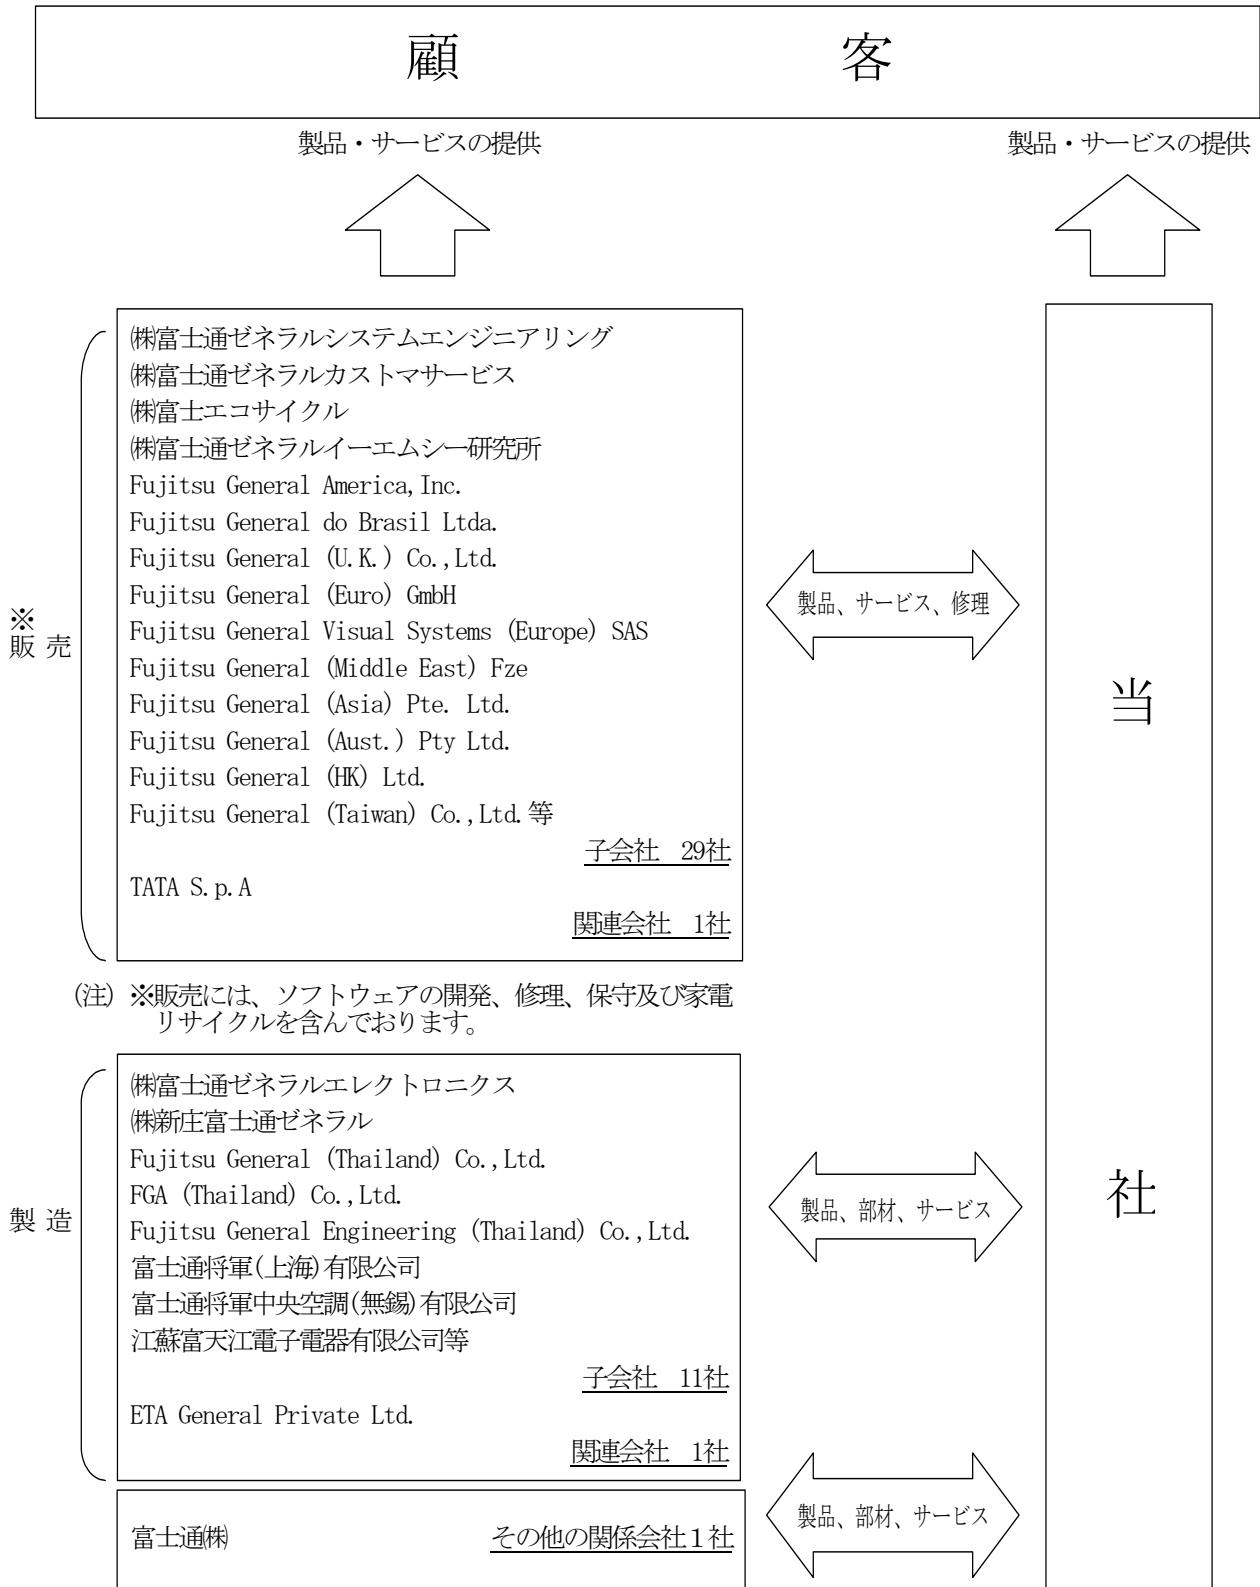 顧 客
製品・サービスの提供
製品・サービスの提供
※
販 売
㈱富士通ゼネラルシステムエンジニアリング
㈱富士通ゼネラルカストマサービス
㈱富士エコサイクル
㈱富士通ゼネラルイーエムシー研究所
Fujitsu General America,Inc.
Fujitsu General do Brasil Ltda.
Fujitsu General (U.K.) Co.,Ltd.
Fujitsu General (Euro) GmbH
Fujitsu General Visual Systems (Europe) SAS
Fujitsu General (Middle East) Fze
Fujitsu General (Asia) Pte. Ltd.
Fujitsu General (Aust.) Pty Ltd.
Fujitsu General (HK) Ltd.
Fujitsu General (Taiwan) Co.,Ltd.等
子会社 29社
TATA S.p.A
関連会社 1社
製品、サービス、修理
当
社
(注) ※販売には、ソフトウェアの開発、修理、保守及び家電
リサイクルを含んでおります。
製 造
㈱富士通ゼネラルエレクトロニクス
㈱新庄富士通ゼネラル
Fujitsu General (Thailand) Co.,Ltd.
FGA (Thailand) Co.,Ltd.
Fujitsu General Engineering (Thailand) Co.,Ltd.
富士通将軍(上海)有限公司
富士通将軍中央空調(無錫)有限公司
江蘇富天江電子電器有限公司等
子会社 11社
ETA General Private Ltd.
関連会社 1社
製品、部材、サービス
富士通㈱ その他の関係会社１社
製品、部材、サービス